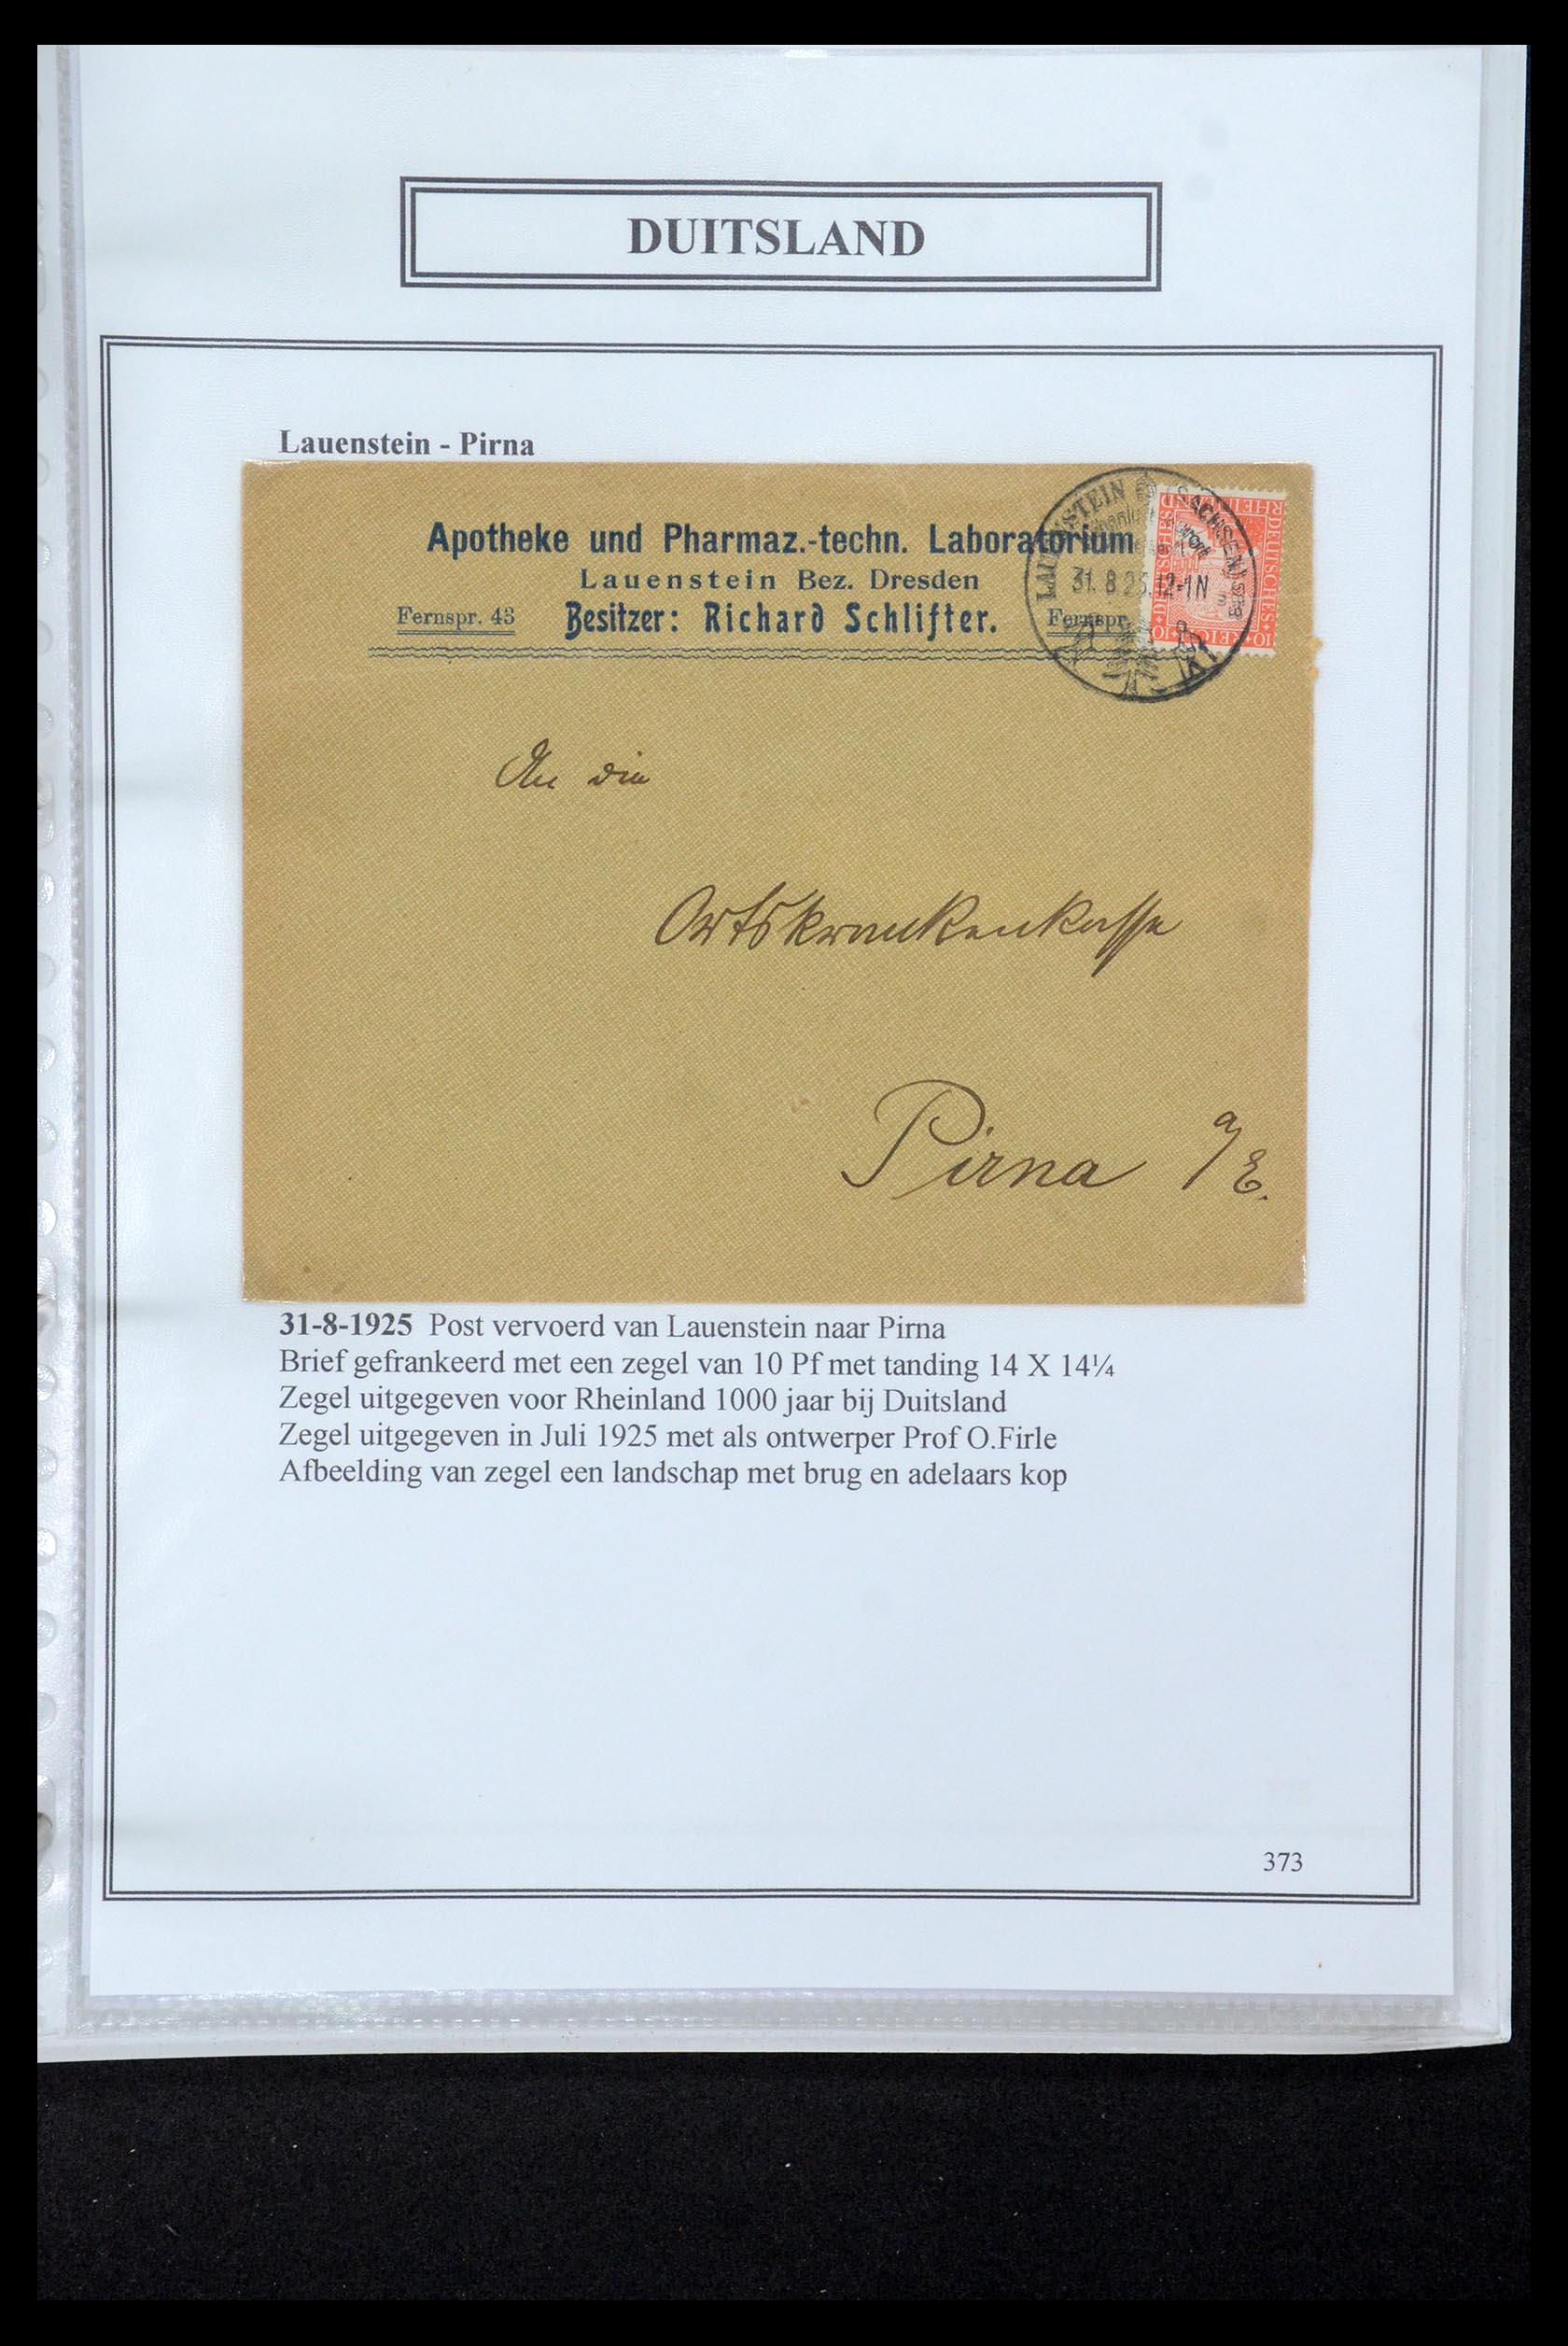 DUITSLAND
Lauenstein - Pirna
Apotheke und Pharmaz.-techn. Laboratorium
Lauenstein Bez. Dresden
Fernspr. 43 Besitzer: Richard Schlifter. Fernspr.
LAUENSTEIN (SACHSEN)
31. 8 25. 12-1N
RDEUTSCHES
10 REICH 10
An die
Ortskrankenkasse
Pirna a/E.
31-8-1925 Post vervoerd van Lauenstein naar Pirna
Brief gefrankeerd met een zegel van 10 Pf met tanding 14 X 14¼
Zegel uitgegeven voor Rheinland 1000 jaar bij Duitsland
Zegel uitgegeven in Juli 1925 met als ontwerper Prof O.Firle
Afbeelding van zegel een landschap met brug en adelaars kop
373